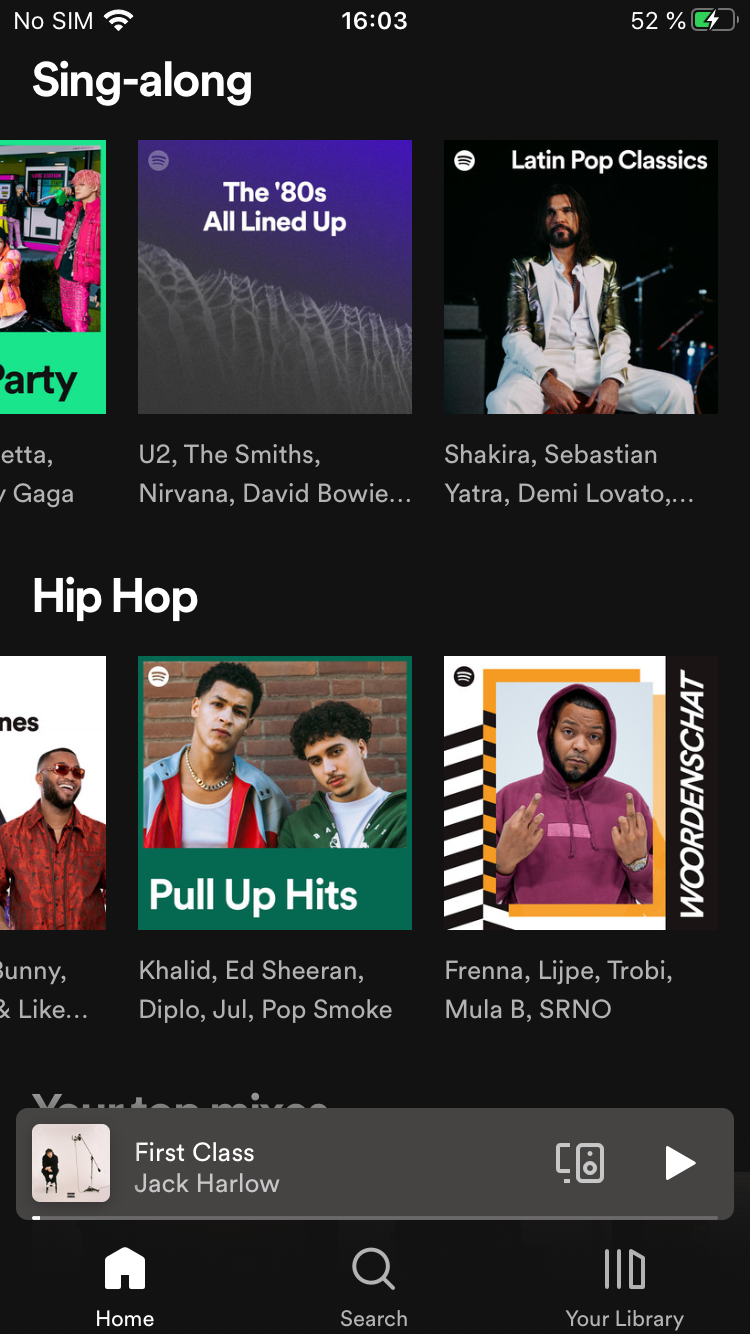 No SIM 16:03 52 %
Sing-along
Party
The '80s
All Lined Up
Latin Pop Classics
etta,
y Gaga
U2, The Smiths,
Nirvana, David Bowie...
Shakira, Sebastian
Yatra, Demi Lovato,...
Hip Hop
nes
Pull Up Hits
WOORDENSCHAT
Bunny,
& Like...
Khalid, Ed Sheeran,
Diplo, Jul, Pop Smoke
Frenna, Lijpe, Trobi,
Mula B, SRNO
Your top mixes
First Class
Jack Harlow
Home
Search
Your Library